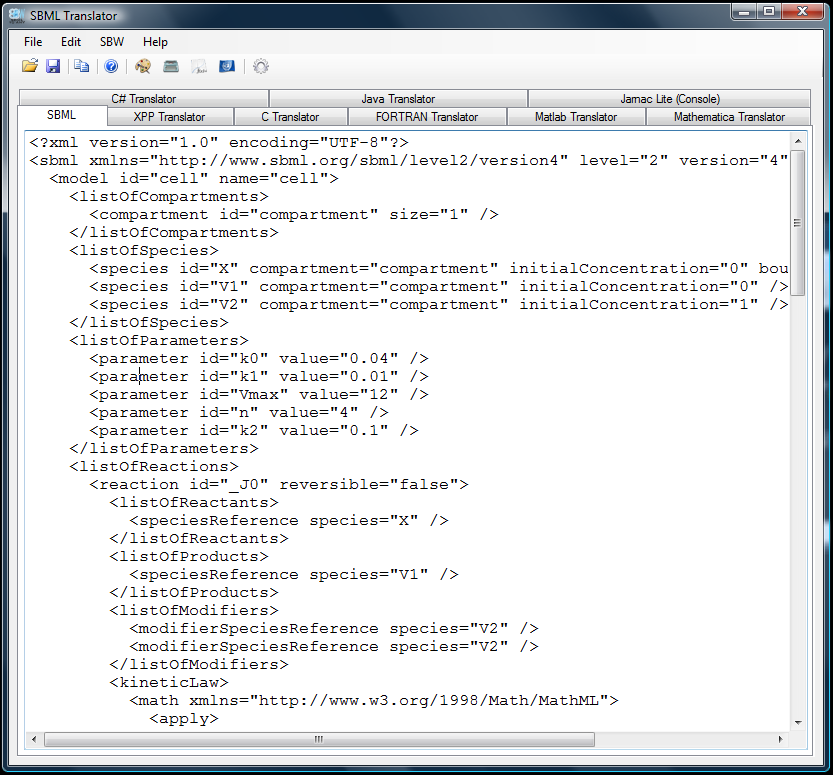 SBML Translator
File Edit SBW Help
C# Translator Java Translator Jarnac Lite (Console)
SBML XPP Translator C Translator FORTRAN Translator Matlab Translator Mathematica Translator
<?xml version="1.0" encoding="UTF-8"?>
<sbml xmlns="http://www.sbml.org/sbml/level2/version4" level="2" version="4"
<model id="cell" name="cell">
<listOfCompartments>
<compartment id="compartment" size="1" />
</listOfCompartments>
<listOfSpecies>
<species id="X" compartment="compartment" initialConcentration="0" bou
<species id="V1" compartment="compartment" initialConcentration="0" />
<species id="V2" compartment="compartment" initialConcentration="1" />
</listOfSpecies>
<listOfParameters>
<parameter id="k0" value="0.04" />
<parameter id="k1" value="0.01" />
<parameter id="Vmax" value="12" />
<parameter id="n" value="4" />
<parameter id="k2" value="0.1" />
</listOfParameters>
<listOfReactions>
<reaction id="_J0" reversible="false">
<listOfReactants>
<speciesReference species="X" />
</listOfReactants>
<listOfProducts>
<speciesReference species="V1" />
</listOfProducts>
<listOfModifiers>
<modifierSpeciesReference species="V2" />
<modifierSpeciesReference species="V2" />
</listOfModifiers>
<kineticLaw>
<math xmlns="http://www.w3.org/1998/Math/MathML">
<apply>